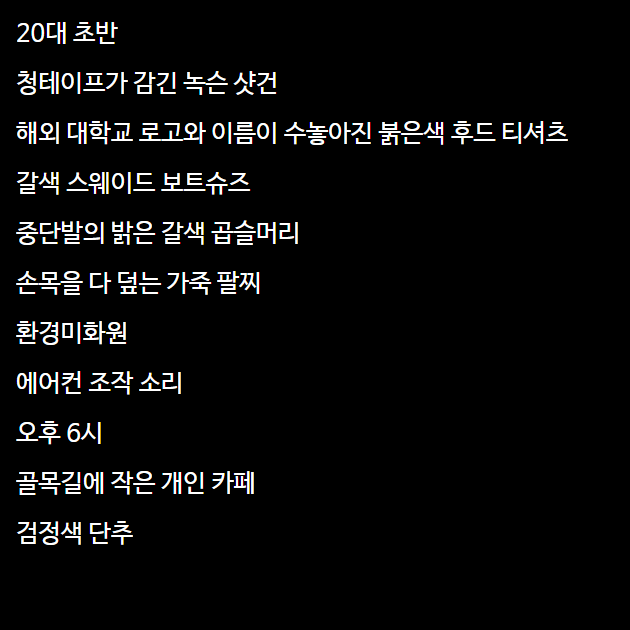 20대 초반
청테이프가 감긴 녹슨 샷건
해외 대학교 로고와 이름이 수놓아진 붉은색 후드 티셔츠
갈색 스웨이드 보트슈즈
중단발의 밝은 갈색 곱슬머리
손목을 다 덮는 가죽 팔찌
환경미화원
에어컨 조작 소리
오후 6시
골목길에 작은 개인 카페
검정색 단추